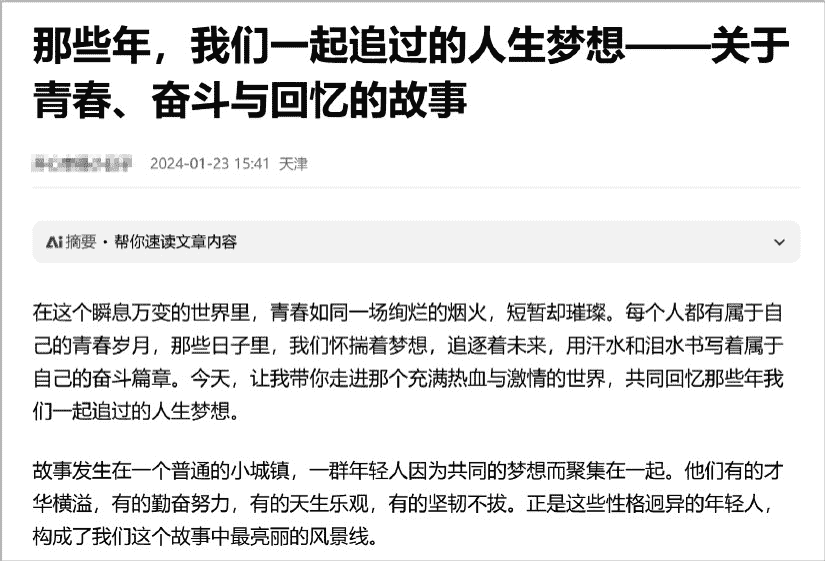 那些年，我们一起追过的人生梦想——关于
青春、奋斗与回忆的故事
2024-01-23 15:41 天津
Ai 摘要 · 帮你速读文章内容
在这个瞬息万变的世界里，青春如同一场绚烂的烟火，短暂却璀璨。每个人都有属于自
己的青春岁月，那些日子里，我们怀揣着梦想，追逐着未来，用汗水和泪水书写着属于
自己的奋斗篇章。今天，让我带你走进那个充满热血与激情的世界，共同回忆那些年我
们一起追过的人生梦想。
故事发生在一个普通的小城镇，一群年轻人因为共同的梦想而聚集在一起。他们有的才
华横溢，有的勤奋努力，有的天生乐观，有的坚韧不拔。正是这些性格迥异的年轻人，
构成了我们这个故事中最亮丽的风景线。